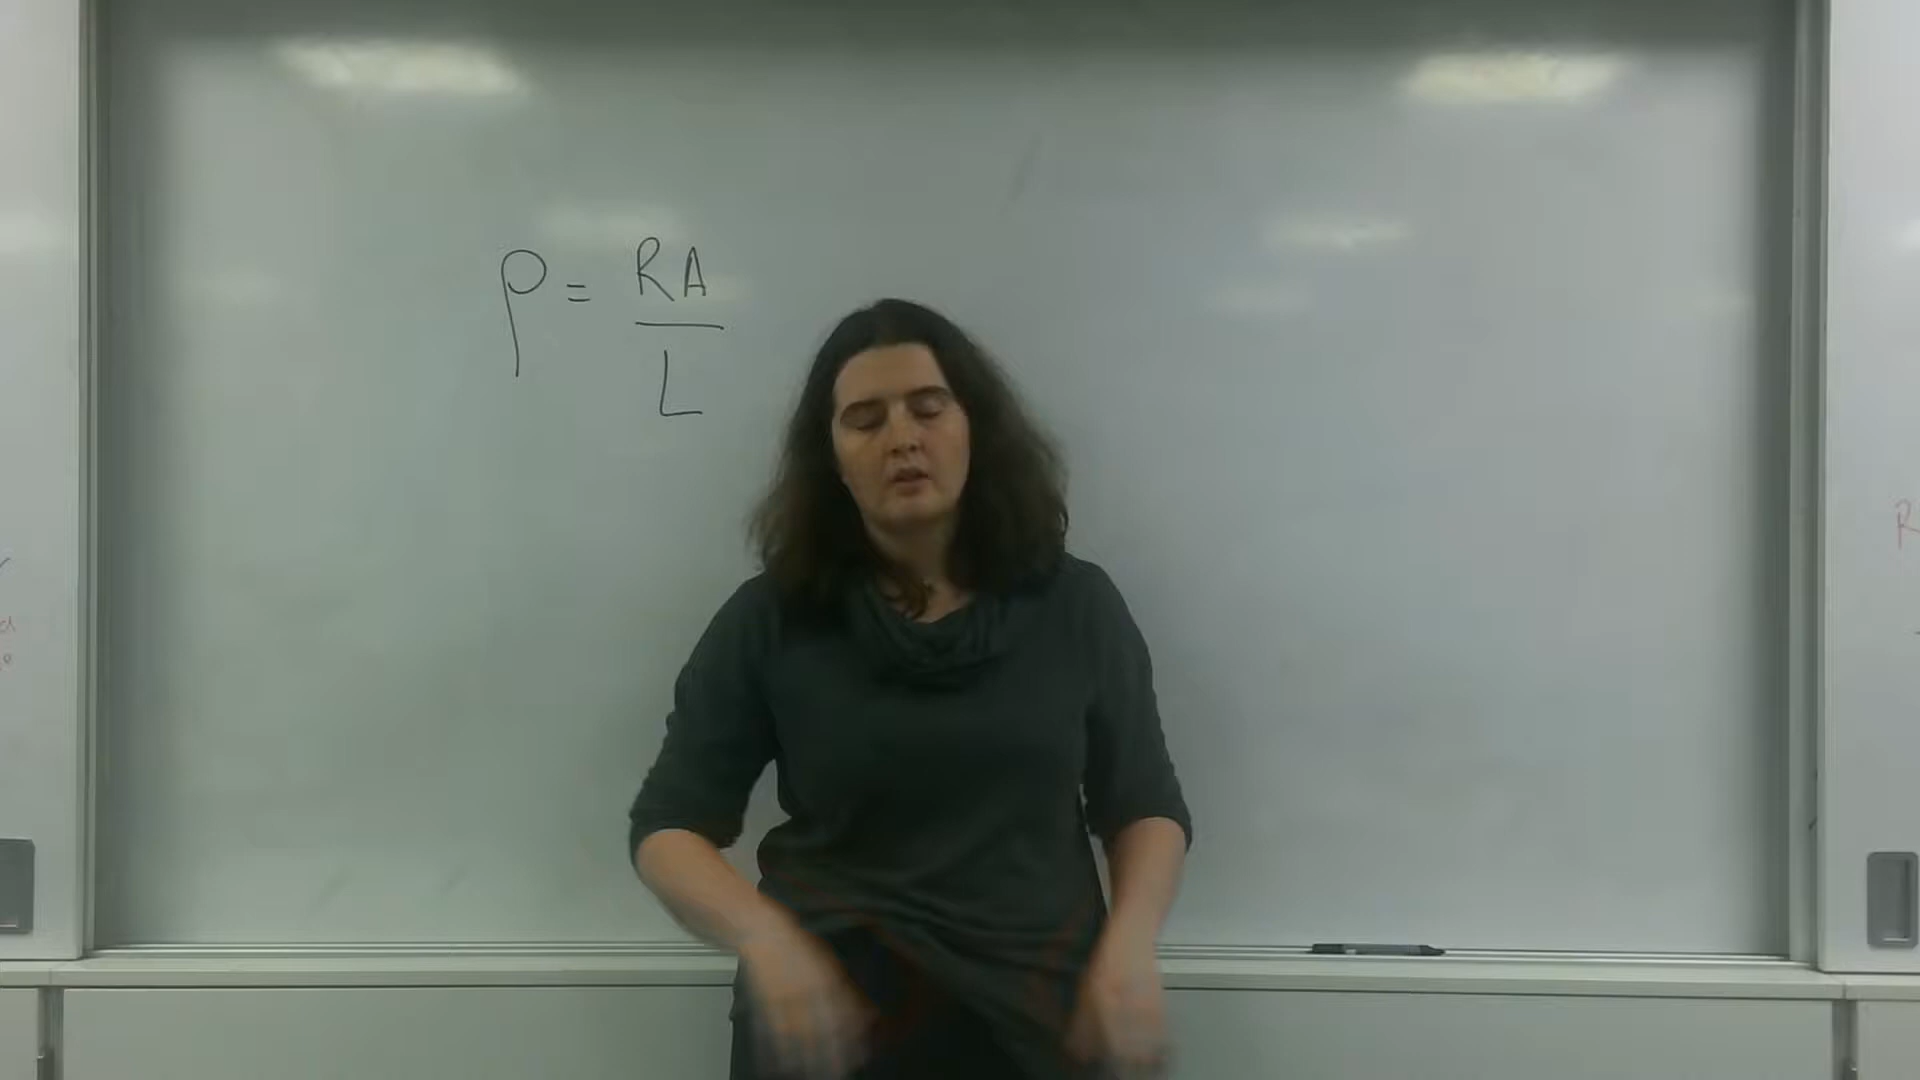 ρ = RA / L
R
d